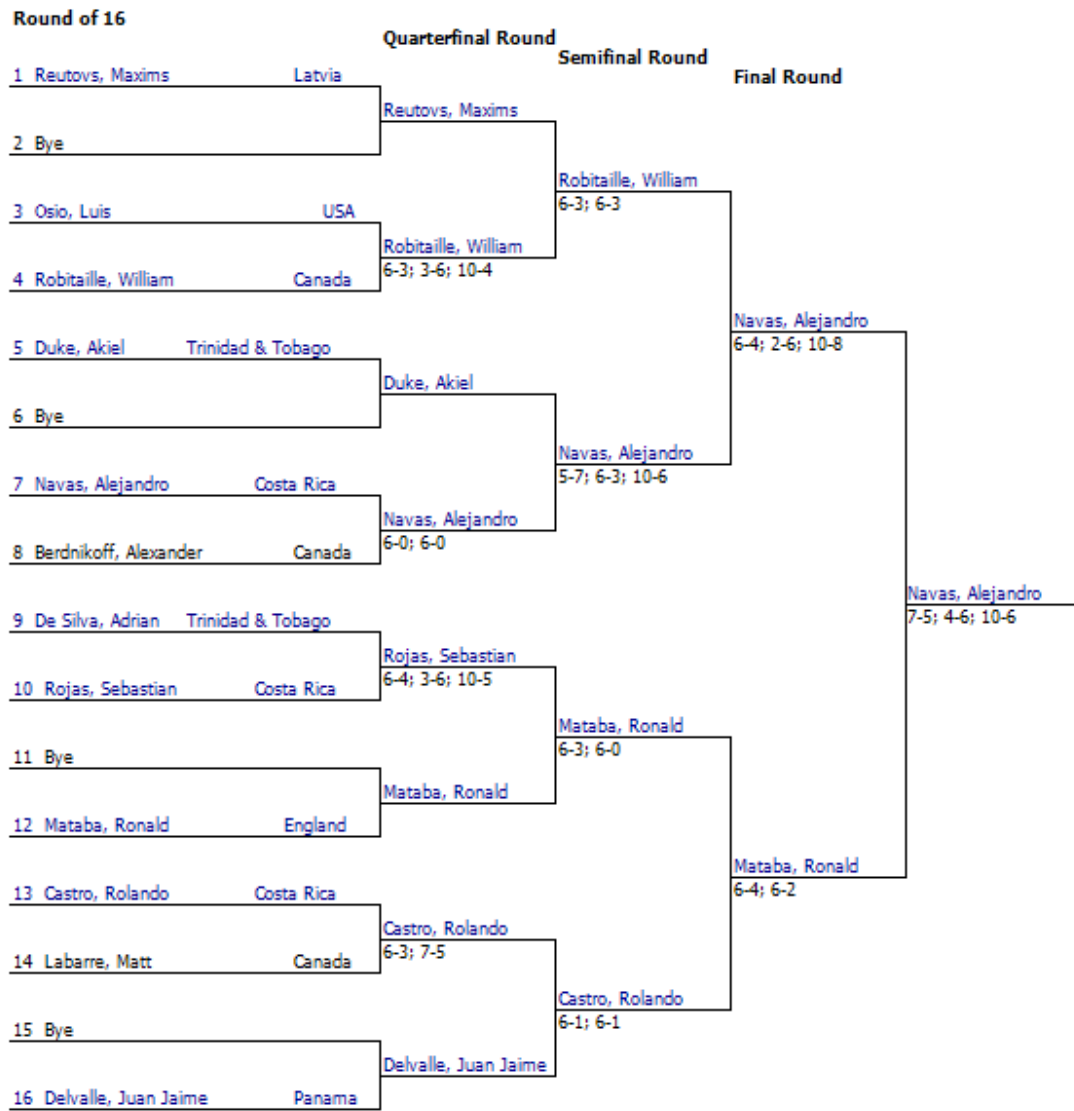 Round of 16
Quarterfinal Round
Semifinal Round
Final Round
1 Reutovs, Maxims Latvia
Reutovs, Maxims
2 Bye
Robitaille, William
6-3; 6-3
3 Osio, Luis USA
Robitaille, William
6-3; 3-6; 10-4
4 Robitaille, William Canada
Navas, Alejandro
6-4; 2-6; 10-8
5 Duke, Akiel Trinidad & Tobago
Duke, Akiel
6 Bye
Navas, Alejandro
5-7; 6-3; 10-6
7 Navas, Alejandro Costa Rica
Navas, Alejandro
6-0; 6-0
8 Berdnikoff, Alexander Canada
Navas, Alejandro
7-5; 4-6; 10-6
9 De Silva, Adrian Trinidad & Tobago
Rojas, Sebastian
6-4; 3-6; 10-5
10 Rojas, Sebastian Costa Rica
Mataba, Ronald
6-3; 6-0
11 Bye
Mataba, Ronald
12 Mataba, Ronald England
Mataba, Ronald
6-4; 6-2
13 Castro, Rolando Costa Rica
Castro, Rolando
6-3; 7-5
14 Labarre, Matt Canada
Castro, Rolando
6-1; 6-1
15 Bye
Delvalle, Juan Jaime
16 Delvalle, Juan Jaime Panama